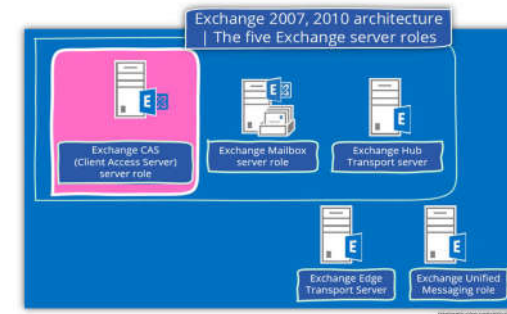 Exchange 2007, 2010 architecture
| The five Exchange server roles
E
Exchange CAS
(Client Access Server)
server role
E
Exchange Mailbox
server role
E
Exchange Hub
Transport server
E
Exchange Edge
Transport Server
E
Exchange Unified
Messaging role